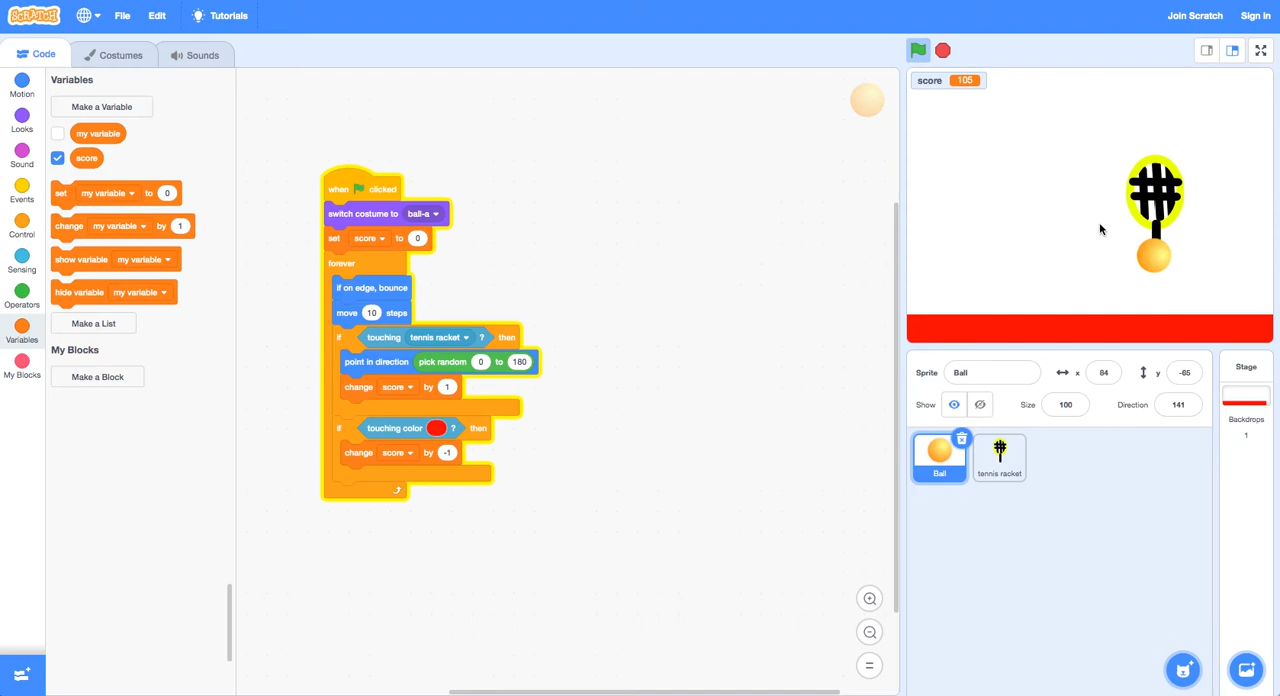 SCRATCH File Edit Tutorials Join Scratch Sign in
Code Costumes Sounds
Motion
Looks
Sound
Events
Control
Sensing
Operators
Variables
My Blocks
Variables
Make a Variable
my variable
score
set my variable to 0
change my variable by 1
show variable my variable
hide variable my variable
Make a List
My Blocks
Make a Block
when clicked
switch costume to ball-a
set score to 0
forever
if on edge, bounce
move 10 steps
if touching tennis racket ? then
point in direction pick random 0 to 180
change score by 1
if touching color ? then
change score by -1
score 105
Sprite Ball x 84 y -65
Show Size 100 Direction 141
Ball
tennis racket
Stage
Backdrops
1